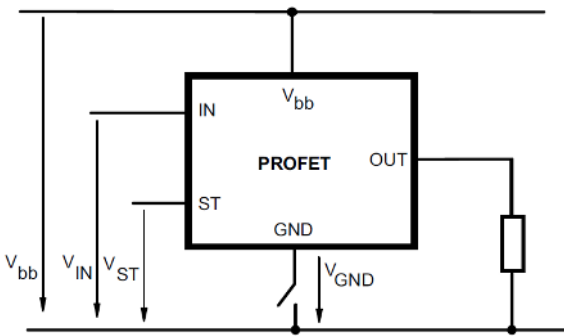 Vbb
IN
PROFET
OUT
ST
GND
Vbb
VIN
VST
VGND